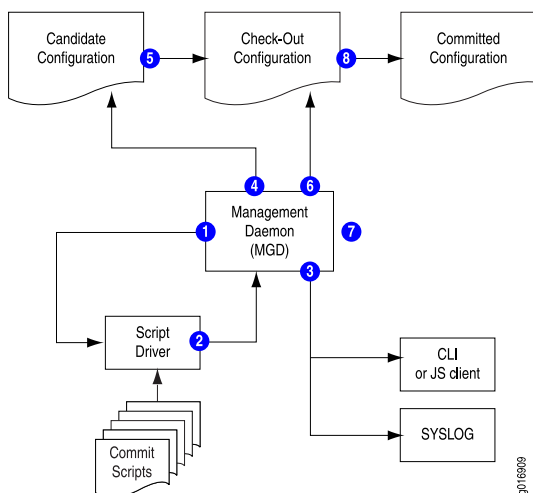 Candidate
Configuration
5
Check-Out
Configuration
8
Committed
Configuration
4
6
1
Management
Daemon
(MGD)
7
3
Script
Driver
2
CLI
or JS client
Commit
Scripts
SYSLOG
g016909